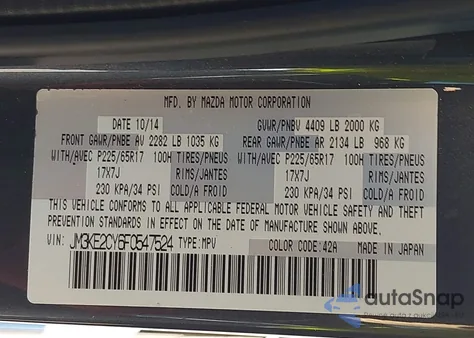 MFD. BY MAZDA MOTOR CORPORATION
DATE 10/14 GVWR/PNBV 4409 LB 2000 KG
FRONT GAWR/PNBE AV 2282 LB 1035 KG REAR GAWR/PNBE AR 2134 LB 968 KG
WITH/AVEC P225/65R17 100H TIRES/PNEUS WITH/AVEC P225/65R17 100H TIRES/PNEUS
17X7J RIMS/JANTES 17X7J RIMS/JANTES
230 KPA/34 PSI COLD/A FROID 230 KPA/34 PSI COLD/A FROID
THIS VEHICLE CONFORMS TO ALL APPLICABLE FEDERAL MOTOR VEHICLE SAFETY AND THEFT
PREVENTION STANDARDS IN EFFECT ON THE DATE OF MANUFACTURE SHOWN ABOVE.
VIN: JM3KE2CY6F0547524 TYPE: MPV COLOR CODE: 42A MADE IN JAPAN
autoSnap